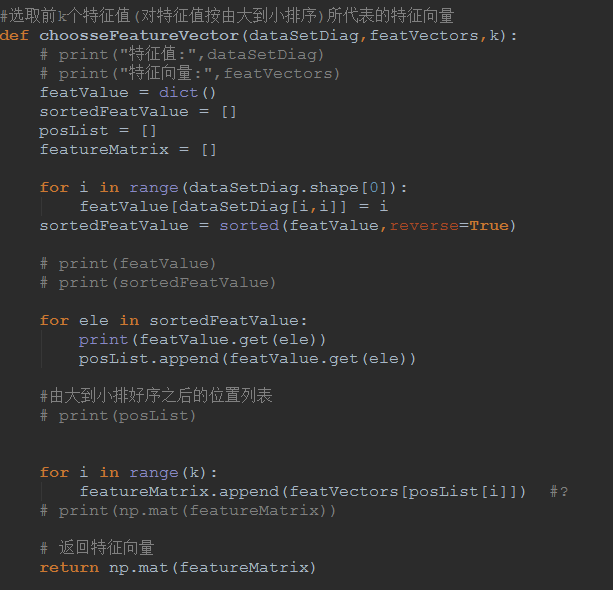 #选取前k个特征值(对特征值按由大到小排序)所代表的特征向量
def choosseFeatureVector(dataSetDiag,featVectors,k):
    # print("特征值:",dataSetDiag)
    # print("特征向量:",featVectors)
    featValue = dict()
    sortedFeatValue = []
    posList = []
    featureMatrix = []
    for i in range(dataSetDiag.shape[0]):
        featValue[dataSetDiag[i,i]] = i
    sortedFeatValue = sorted(featValue,reverse=True)
    # print(featValue)
    # print(sortedFeatValue)
    for ele in sortedFeatValue:
        print(featValue.get(ele))
        posList.append(featValue.get(ele))
    #由大到小排好序之后的位置列表
    # print(posList)
    for i in range(k):
        featureMatrix.append(featVectors[posList[i]])  #?
    # print(np.mat(featureMatrix))
    # 返回特征向量
    return np.mat(featureMatrix)